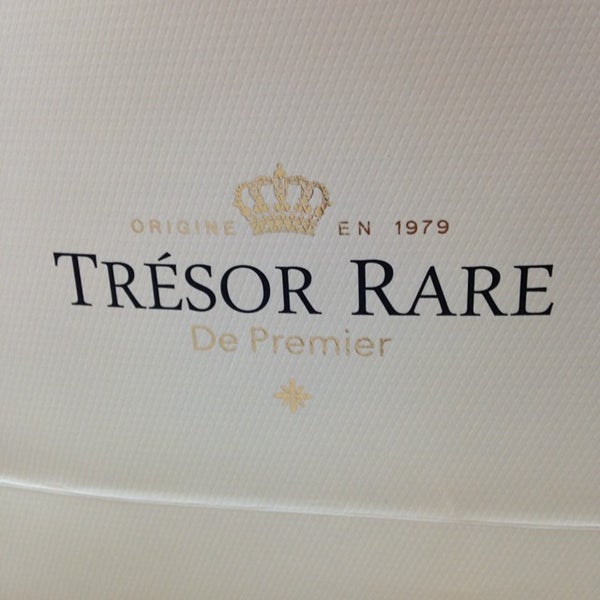 ORIGINE EN 1979
TRÉSOR RARE
De Premier